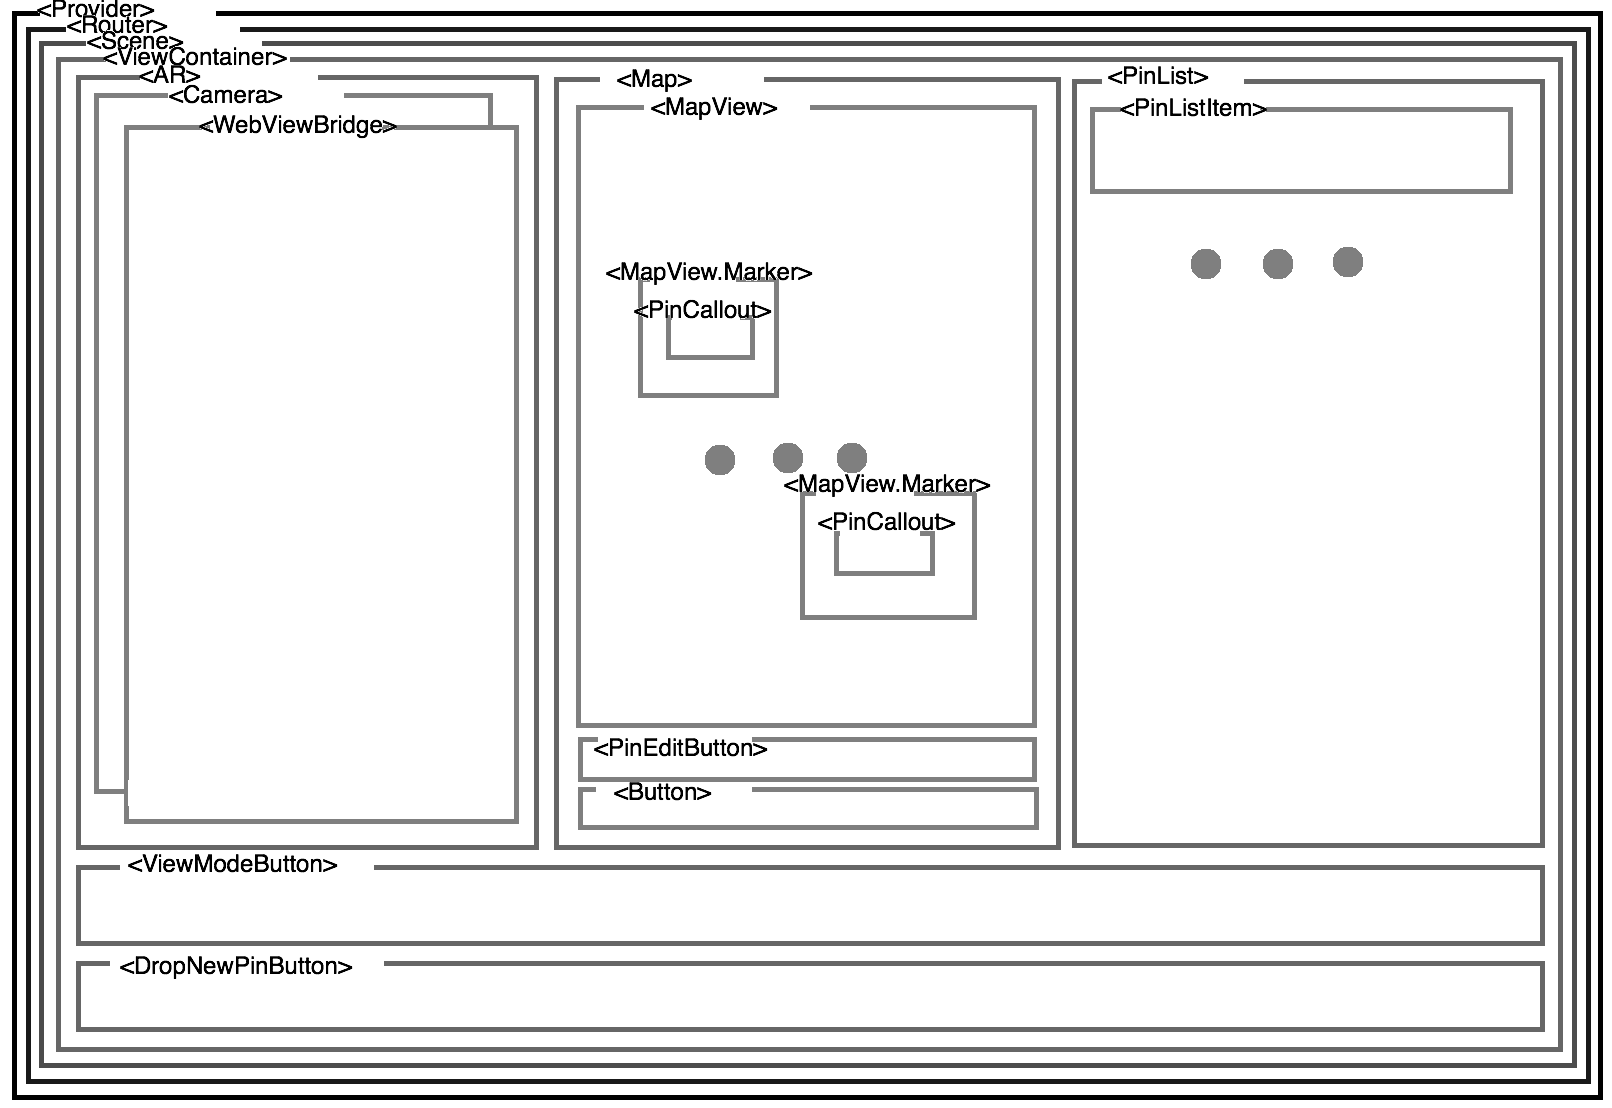 <Provider>
<Router>
<Scene>
<ViewContainer>
<AR>
<Camera>
<WebViewBridge>
<Map>
<MapView>
<MapView.Marker>
<PinCallout>
<MapView.Marker>
<PinCallout>
<PinEditButton>
<Button>
<PinList>
<PinListItem>
<ViewModeButton>
<DropNewPinButton>